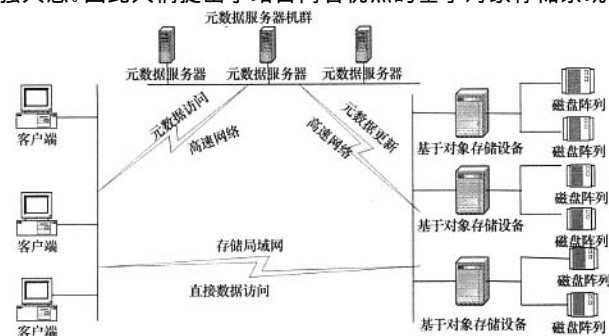 元数据服务器机群
元数据服务器 元数据服务器 元数据服务器
元数据访问
高速网络
元数据更新
高速网络
客户端
客户端
客户端
存储局域网
直接数据访问
基于对象存储设备
基于对象存储设备
基于对象存储设备
磁盘阵列
磁盘阵列
磁盘阵列
磁盘阵列
磁盘阵列
磁盘阵列